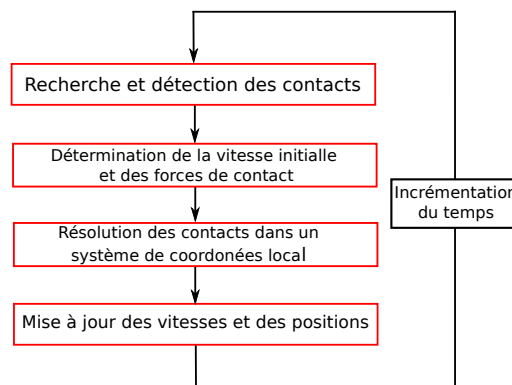 Recherche et détection des contacts
Détermination de la vitesse initialle
et des forces de contact
Incrémentation
du temps
Résolution des contacts dans un
système de coordonées local
Mise à jour des vitesses et des positions